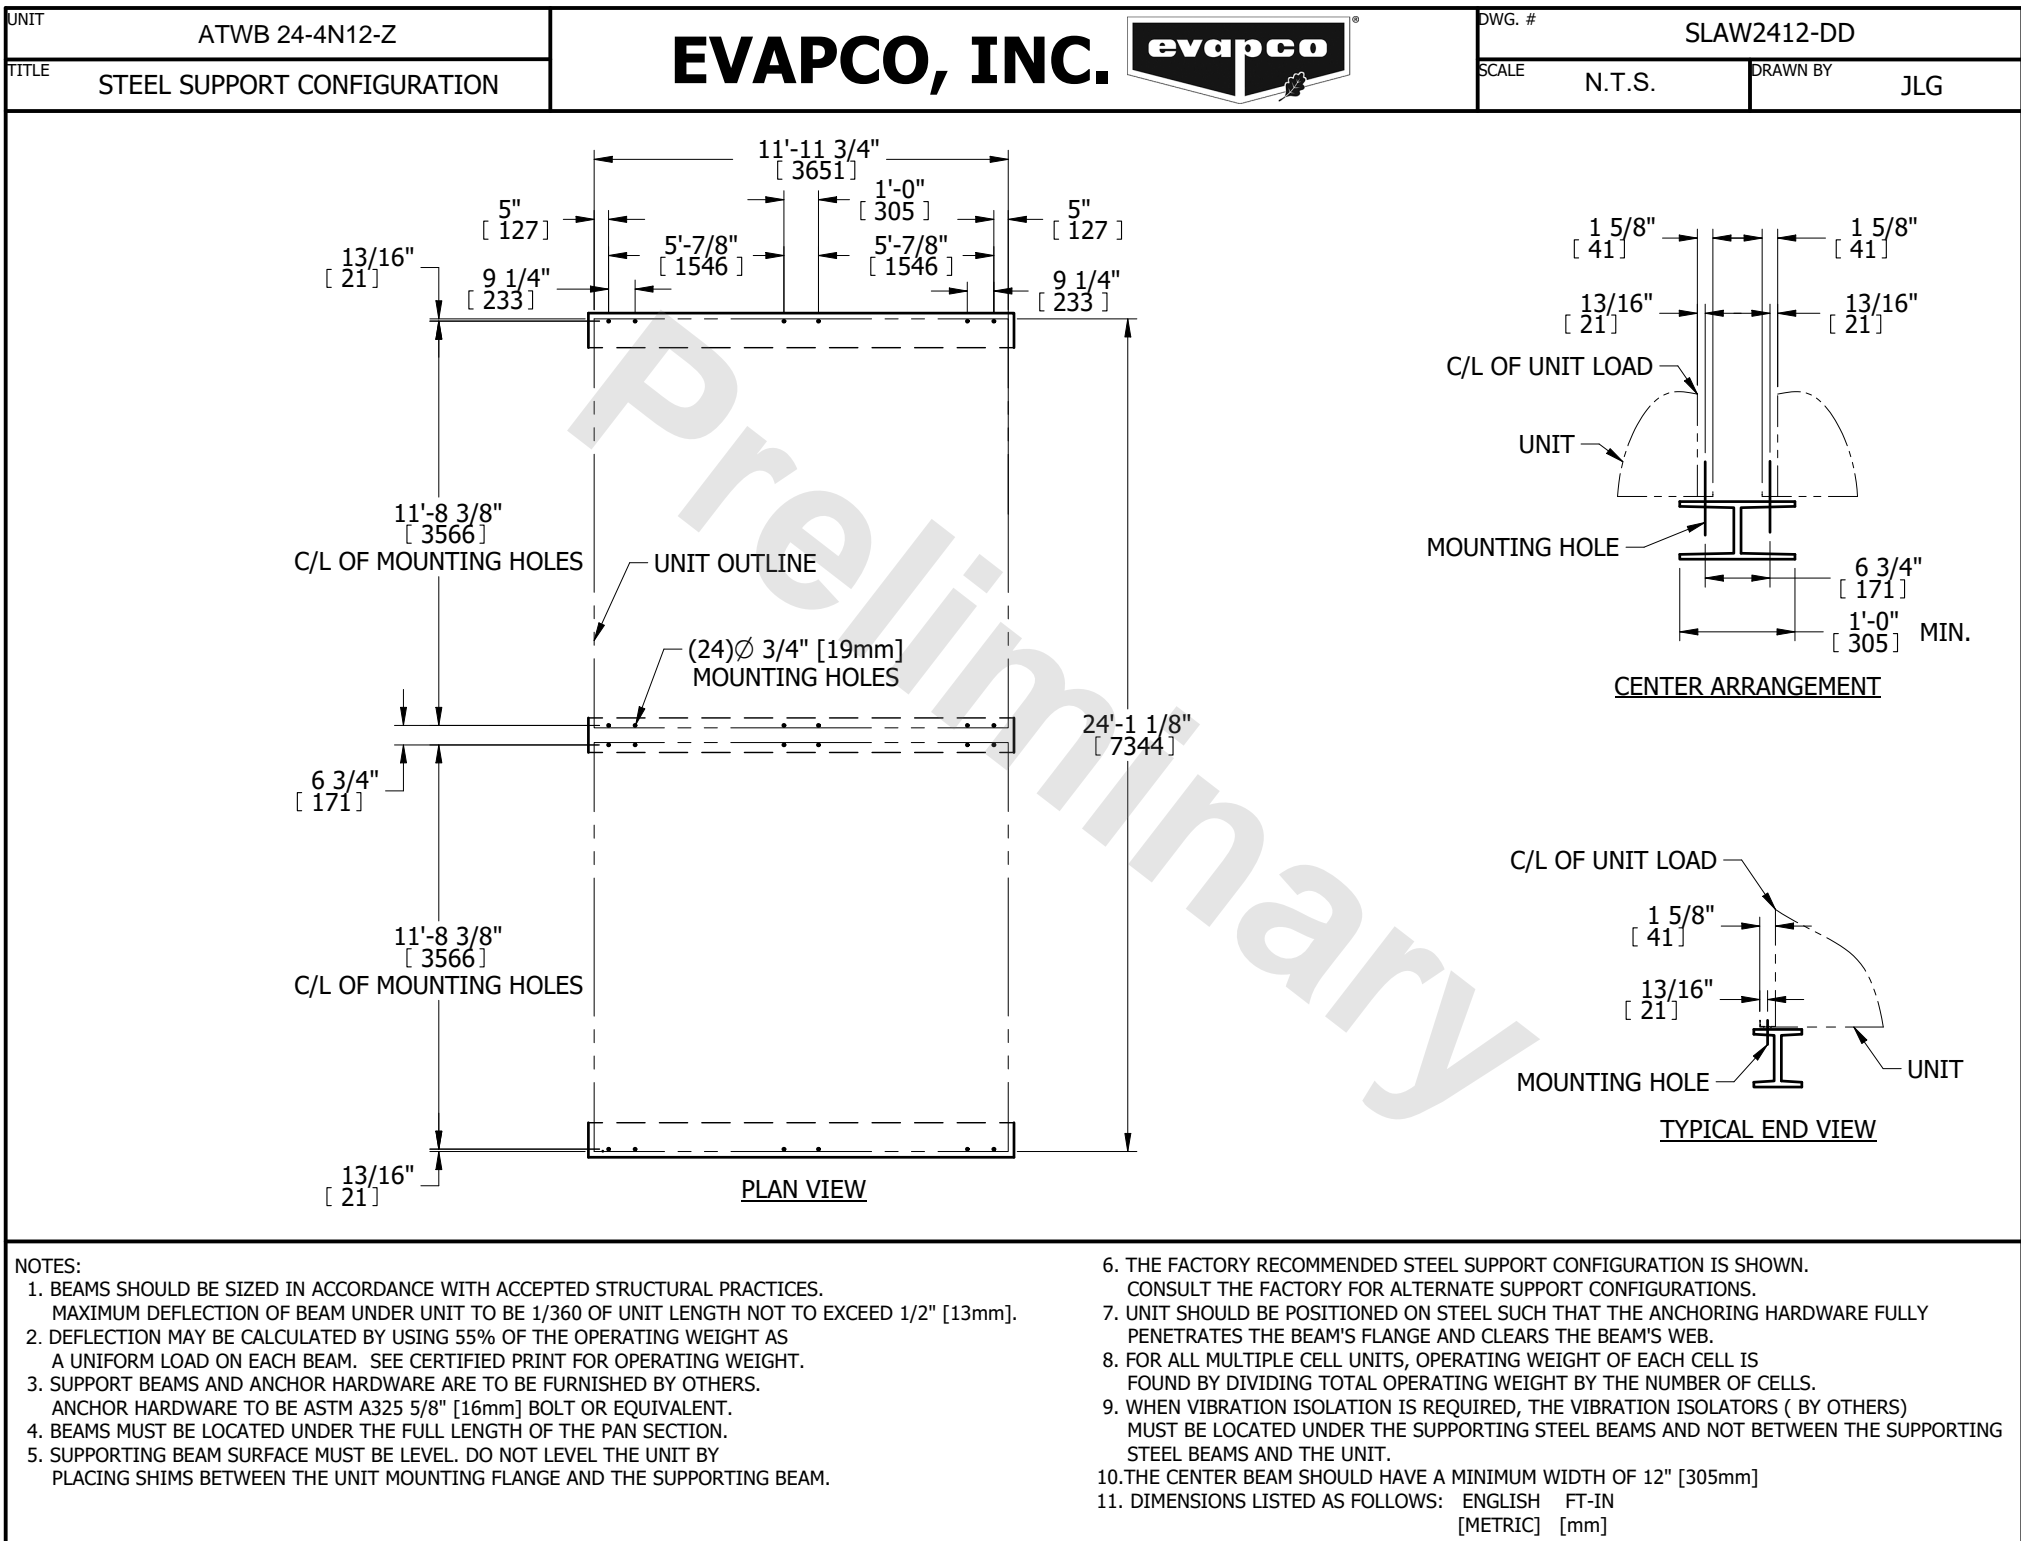 UNIT
ATWB 24-4N12-Z
TITLE
STEEL SUPPORT CONFIGURATION
EVAPCO, INC.
evapco
®
DWG. #
SLAW2412-DD
SCALE
N.T.S.
DRAWN BY
JLG
11'-11 3/4"
[ 3651]
1'-0"
[ 305 ]
5"
[ 127]
5"
[ 127 ]
5'-7/8"
[ 1546 ]
5'-7/8"
[ 1546 ]
13/16"
[ 21]
9 1/4"
[ 233]
9 1/4"
[ 233 ]
11'-8 3/8"
[ 3566]
C/L OF MOUNTING HOLES
UNIT OUTLINE
(24)∅ 3/4" [19mm]
MOUNTING HOLES
24'-1 1/8"
[ 7344]
6 3/4"
[ 171]
11'-8 3/8"
[ 3566]
C/L OF MOUNTING HOLES
13/16"
[ 21]
PLAN VIEW
Preliminary
1 5/8"
[ 41]
1 5/8"
[ 41]
13/16"
[ 21]
13/16"
[ 21]
C/L OF UNIT LOAD
UNIT
MOUNTING HOLE
6 3/4"
[ 171]
1'-0"
[ 305] MIN.
CENTER ARRANGEMENT
C/L OF UNIT LOAD
1 5/8"
[ 41]
13/16"
[ 21]
MOUNTING HOLE
UNIT
TYPICAL END VIEW
NOTES:
1. BEAMS SHOULD BE SIZED IN ACCORDANCE WITH ACCEPTED STRUCTURAL PRACTICES.
MAXIMUM DEFLECTION OF BEAM UNDER UNIT TO BE 1/360 OF UNIT LENGTH NOT TO EXCEED 1/2" [13mm].
2. DEFLECTION MAY BE CALCULATED BY USING 55% OF THE OPERATING WEIGHT AS
A UNIFORM LOAD ON EACH BEAM. SEE CERTIFIED PRINT FOR OPERATING WEIGHT.
3. SUPPORT BEAMS AND ANCHOR HARDWARE ARE TO BE FURNISHED BY OTHERS.
ANCHOR HARDWARE TO BE ASTM A325 5/8" [16mm] BOLT OR EQUIVALENT.
4. BEAMS MUST BE LOCATED UNDER THE FULL LENGTH OF THE PAN SECTION.
5. SUPPORTING BEAM SURFACE MUST BE LEVEL. DO NOT LEVEL THE UNIT BY
PLACING SHIMS BETWEEN THE UNIT MOUNTING FLANGE AND THE SUPPORTING BEAM.
6. THE FACTORY RECOMMENDED STEEL SUPPORT CONFIGURATION IS SHOWN.
CONSULT THE FACTORY FOR ALTERNATE SUPPORT CONFIGURATIONS.
7. UNIT SHOULD BE POSITIONED ON STEEL SUCH THAT THE ANCHORING HARDWARE FULLY
PENETRATES THE BEAM'S FLANGE AND CLEARS THE BEAM'S WEB.
8. FOR ALL MULTIPLE CELL UNITS, OPERATING WEIGHT OF EACH CELL IS
FOUND BY DIVIDING TOTAL OPERATING WEIGHT BY THE NUMBER OF CELLS.
9. WHEN VIBRATION ISOLATION IS REQUIRED, THE VIBRATION ISOLATORS ( BY OTHERS)
MUST BE LOCATED UNDER THE SUPPORTING STEEL BEAMS AND NOT BETWEEN THE SUPPORTING
STEEL BEAMS AND THE UNIT.
10.THE CENTER BEAM SHOULD HAVE A MINIMUM WIDTH OF 12" [305mm]
11. DIMENSIONS LISTED AS FOLLOWS: ENGLISH FT-IN
[METRIC] [mm]